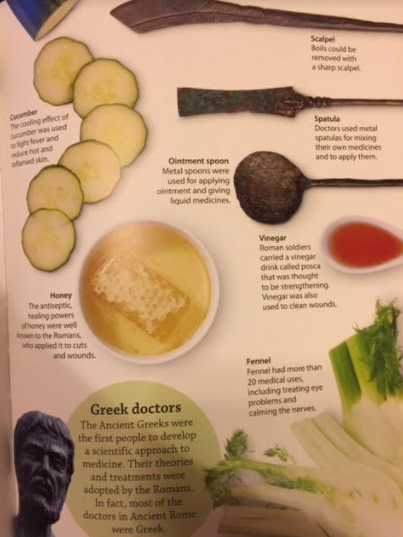 Scalpel
Boils could be
removed with
a sharp scalpel.
Cucumber
The cooling effect of
cucumber was used
to fight fever and
reduce hot and
inflamed skin.
Spatula
Doctors used metal
spatulas for mixing
their own medicines
and to apply them.
Ointment spoon
Metal spoons were
used for applying
ointment and giving
liquid medicines.
Vinegar
Roman soldiers
carried a vinegar
drink called posca
that was thought
to be strengthening.
Vinegar was also
used to clean wounds.
Honey
The antiseptic,
healing powers
of honey were well
known to the Romans,
who applied it to cuts
and wounds.
Fennel
Fennel had more than
20 medical uses,
including treating eye
problems and
calming the nerves.
Greek doctors
The Ancient Greeks were
the first people to develop
a scientific approach to
medicine. Their theories
and treatments were
adopted by the Romans.
In fact, most of the
doctors in Ancient Rome
were Greek.